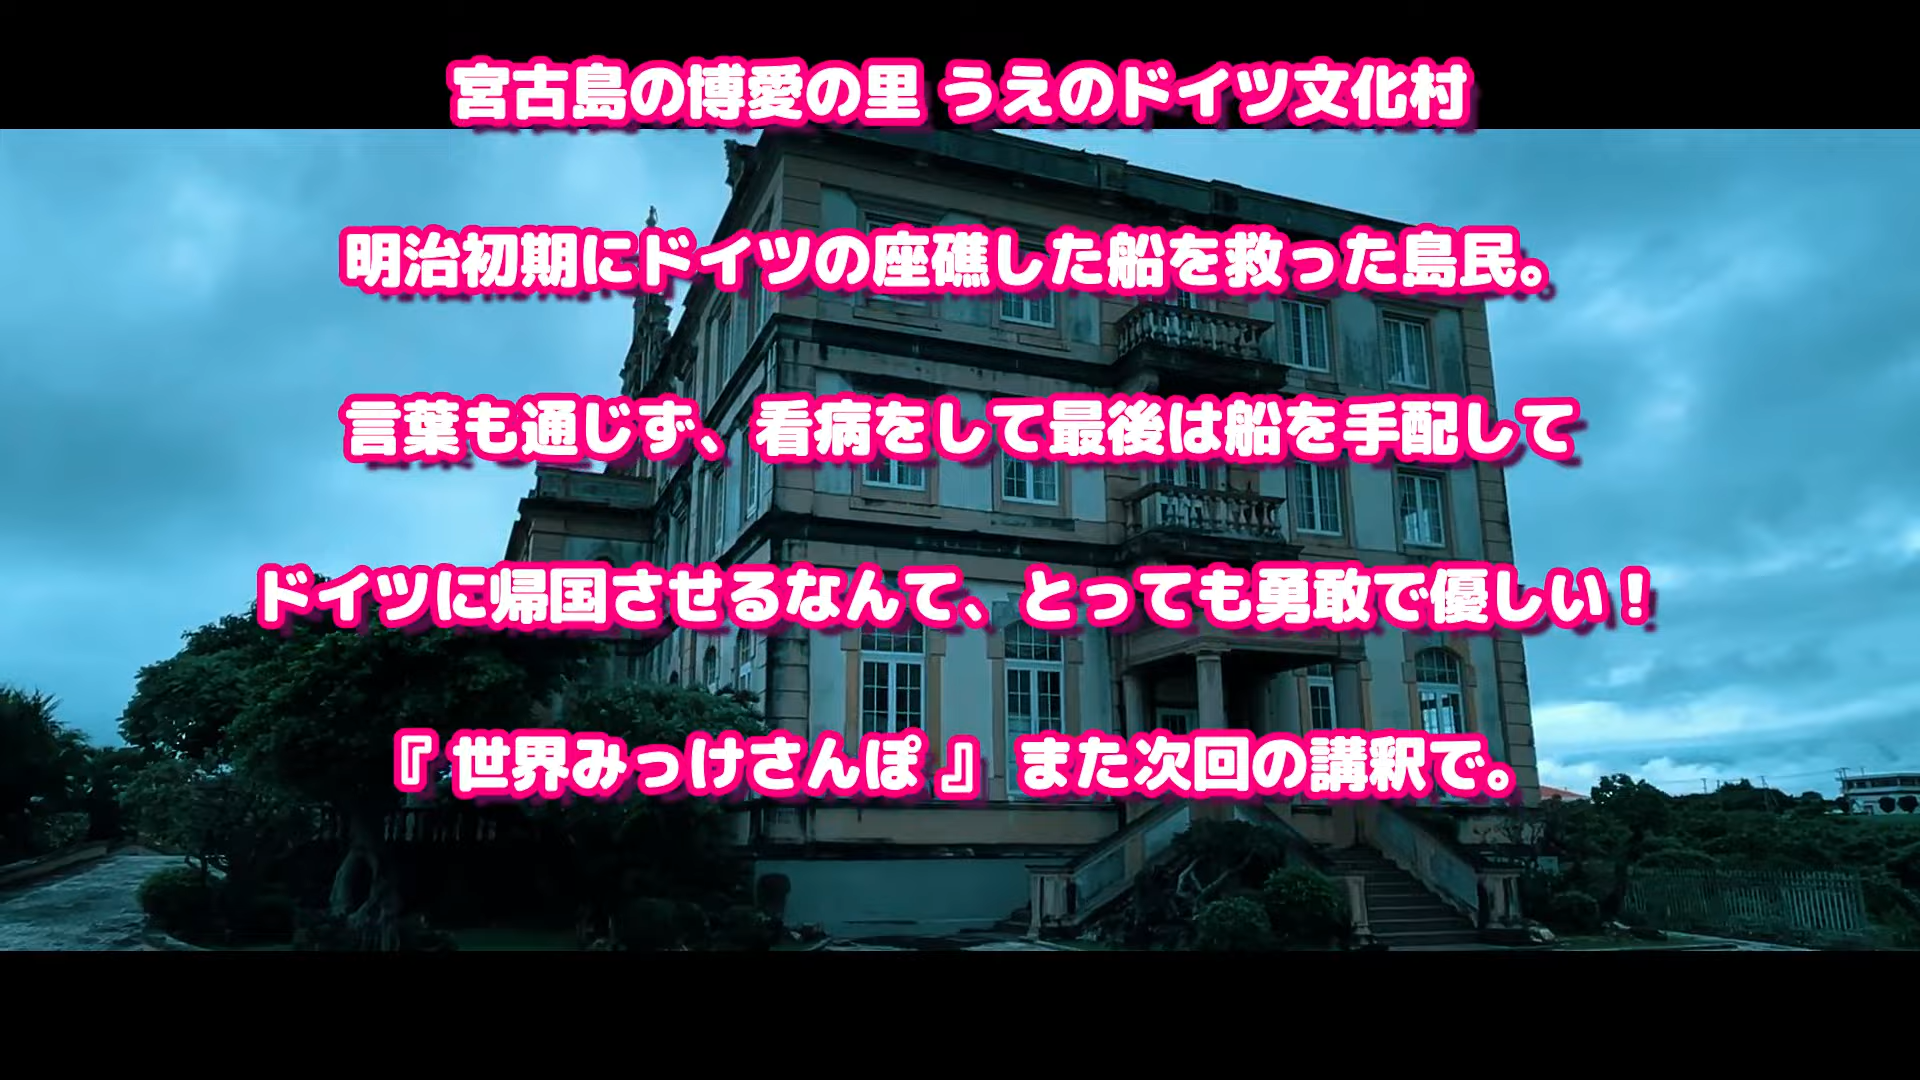 宮古島の博愛の里 うえのドイツ文化村
明治初期にドイツの座礁した船を救った島民。
言葉も通じず、看病をして最後は船を手配して
ドイツに帰国させるなんて、とっても勇敢で優しい！
『 世界みっけさんぽ 』 また次回の講釈で。